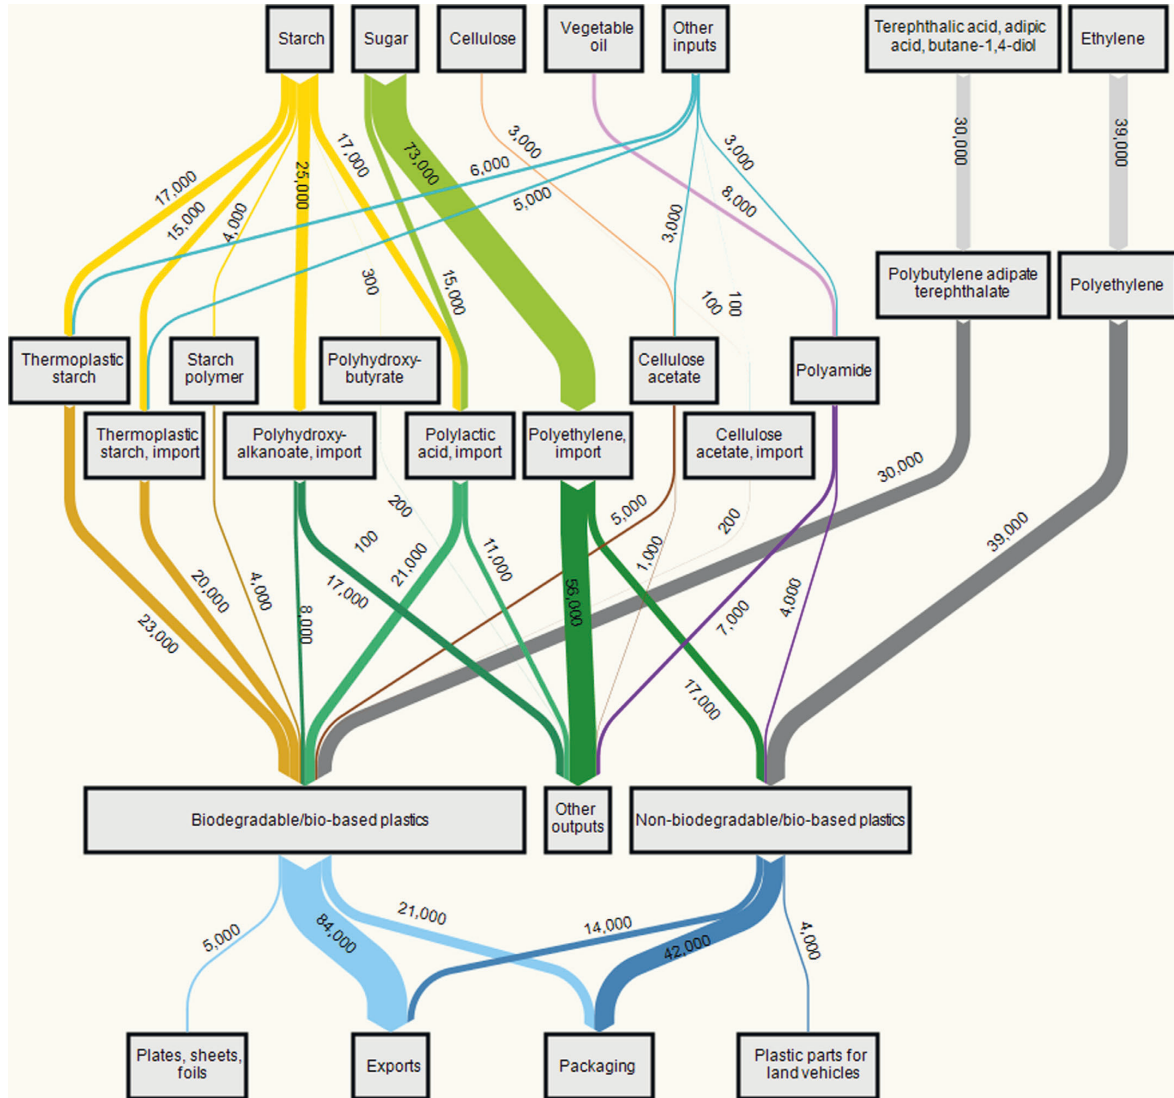 Starch
Sugar
Cellulose
Vegetable
oil
Other
inputs
Terephthalic acid, adipic
acid, butane-1,4-diol
Ethylene
17,000
15,000
4,000
25,000
17,000
300
73,000
15,000
6,000
5,000
3,000
3,000
100
100
8,000
3,000
30,000
39,000
Polybutylene adipate
terephthalate
Polyethylene
Thermoplastic
starch
Starch
polymer
Polyhydroxy-
butyrate
Cellulose
acetate
Polyamide
Thermoplastic
starch, import
Polyhydroxy-
alkanoate, import
Polylactic
acid, import
Polyethylene,
import
Cellulose
acetate, import
23,000
20,000
4,000
8,000
17,000
100
200
21,000
11,000
56,000
5,000
1,000
200
17,000
7,000
4,000
30,000
39,000
Biodegradable/bio-based plastics
Other
outputs
Non-biodegradable/bio-based plastics
5,000
84,000
21,000
14,000
42,000
4,000
Plates, sheets,
foils
Exports
Packaging
Plastic parts for
land vehicles